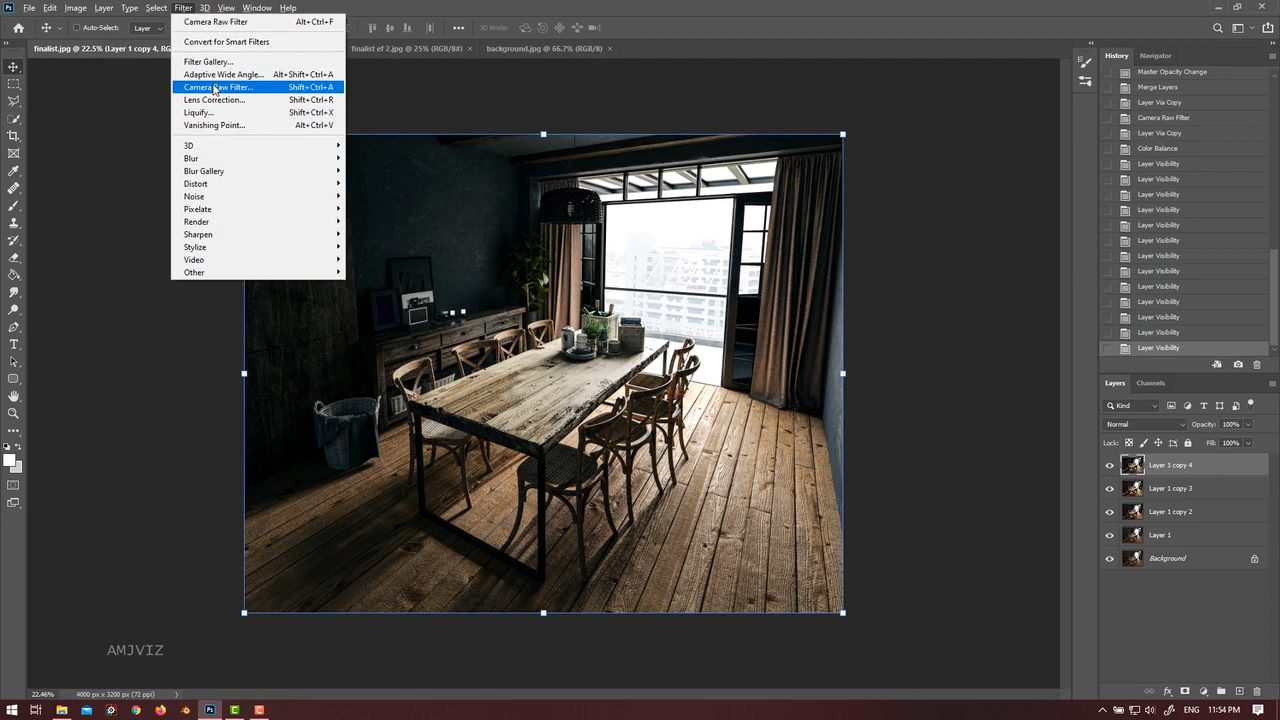 File Edit Image Layer Type Select Filter 3D View Window Help
Auto-Select: Layer
3D Mode:
finalist.jpg @ 22.5% (Layer 1 copy 4, RG
finalist ef 2.jpg @ 25% (RGB/8#) ×
background.jpg @ 66.7% (RGB/8) ×
Camera Raw Filter Alt+Ctrl+F
Convert for Smart Filters
Filter Gallery...
Adaptive Wide Angle... Alt+Shift+Ctrl+A
Camera Raw Filter... Shift+Ctrl+A
Lens Correction... Shift+Ctrl+R
Liquify... Shift+Ctrl+X
Vanishing Point... Alt+Ctrl+V
3D
Blur
Blur Gallery
Distort
Noise
Pixelate
Render
Sharpen
Stylize
Video
Other
History Navigator
Master Opacity Change
Merge Layers
Layer Via Copy
Camera Raw Filter
Layer Via Copy
Color Balance
Layer Visibility
Layer Visibility
Layer Visibility
Layer Visibility
Layer Visibility
Layer Visibility
Layer Visibility
Layer Visibility
Layer Visibility
Layer Visibility
Layer Visibility
Layer Visibility
Layer Visibility
Layers Channels
Kind
Normal Opacity: 100%
Lock: Fill: 100%
Layer 1 copy 4
Layer 1 copy 3
Layer 1 copy 2
Layer 1
Background
AMJVIZ
22.46% 4000 px x 3200 px (72 ppi)
11:54 PM